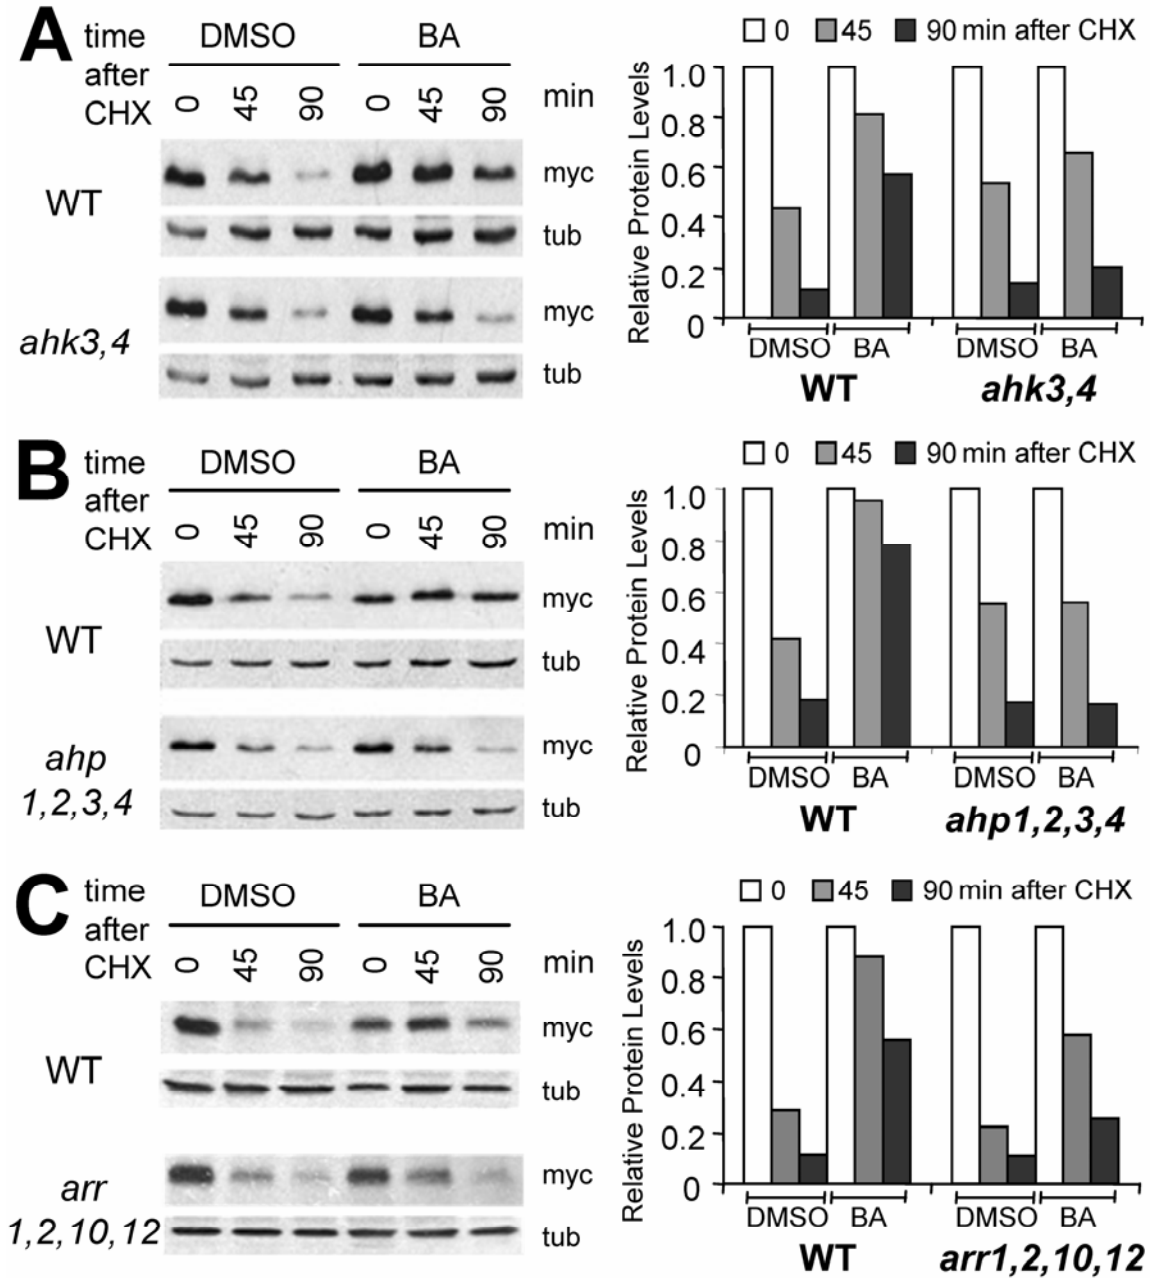 A
time
after
CHX
DMSO
BA
0
45
90
0
45
90
min
WT
myc
tub
ahk3,4
myc
tub
0 45 90 min after CHX
Relative Protein Levels
1.0
0.8
0.6
0.4
0.2
0
DMSO BA DMSO BA
WT ahk3,4
B
time
after
CHX
DMSO
BA
0
45
90
0
45
90
min
WT
myc
tub
ahp
1,2,3,4
myc
tub
0 45 90 min after CHX
Relative Protein Levels
1.0
0.8
0.6
0.4
0.2
0
DMSO BA DMSO BA
WT ahp1,2,3,4
C
time
after
CHX
DMSO
BA
0
45
90
0
45
90
min
WT
myc
tub
arr
1,2,10,12
myc
tub
0 45 90 min after CHX
Relative Protein Levels
1.0
0.8
0.6
0.4
0.2
0
DMSO BA DMSO BA
WT arr1,2,10,12